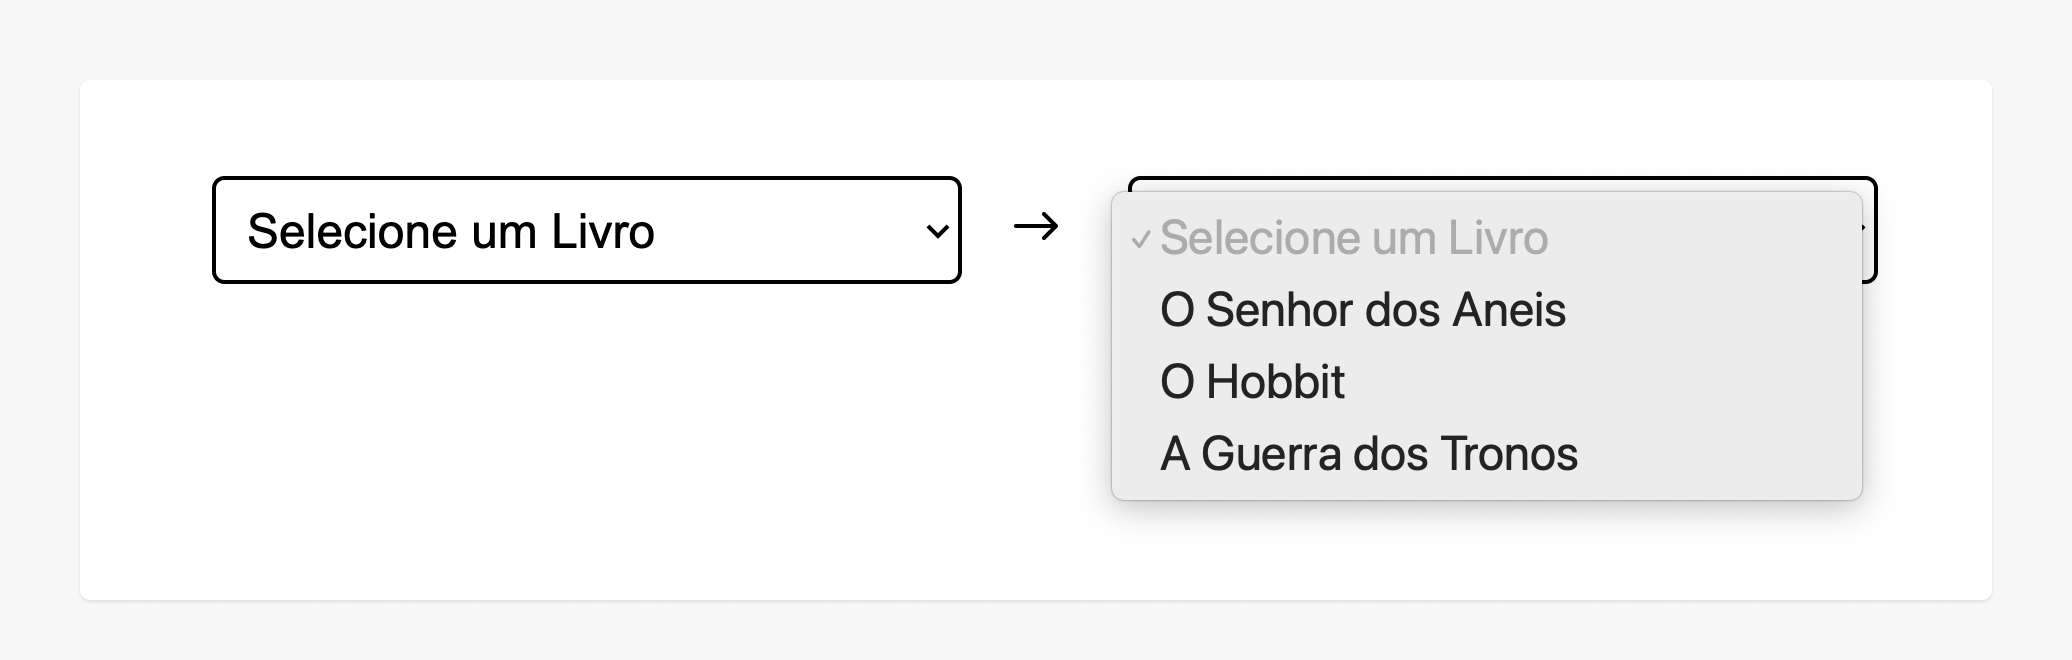 Selecione um Livro
Selecione um Livro
O Senhor dos Aneis
O Hobbit
A Guerra dos Tronos